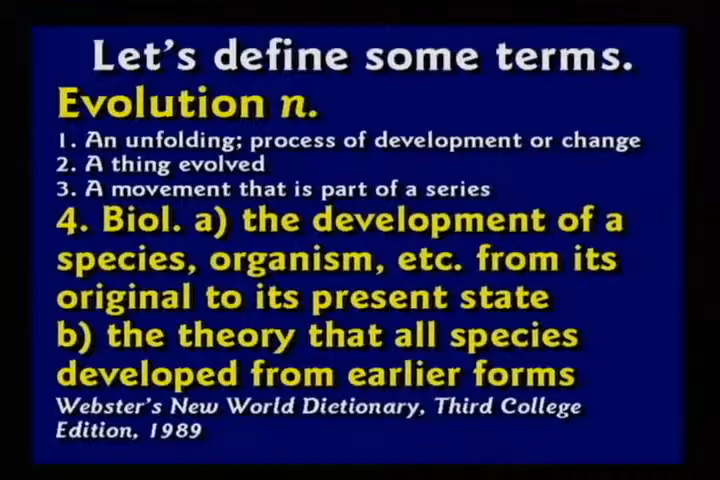 Let's define some terms.
Evolution n.
1. An unfolding; process of development or change
2. A thing evolved
3. A movement that is part of a series
4. Biol. a) the development of a
species, organism, etc. from its
original to its present state
b) the theory that all species
developed from earlier forms
Webster's New World Dictionary, Third College
Edition, 1989